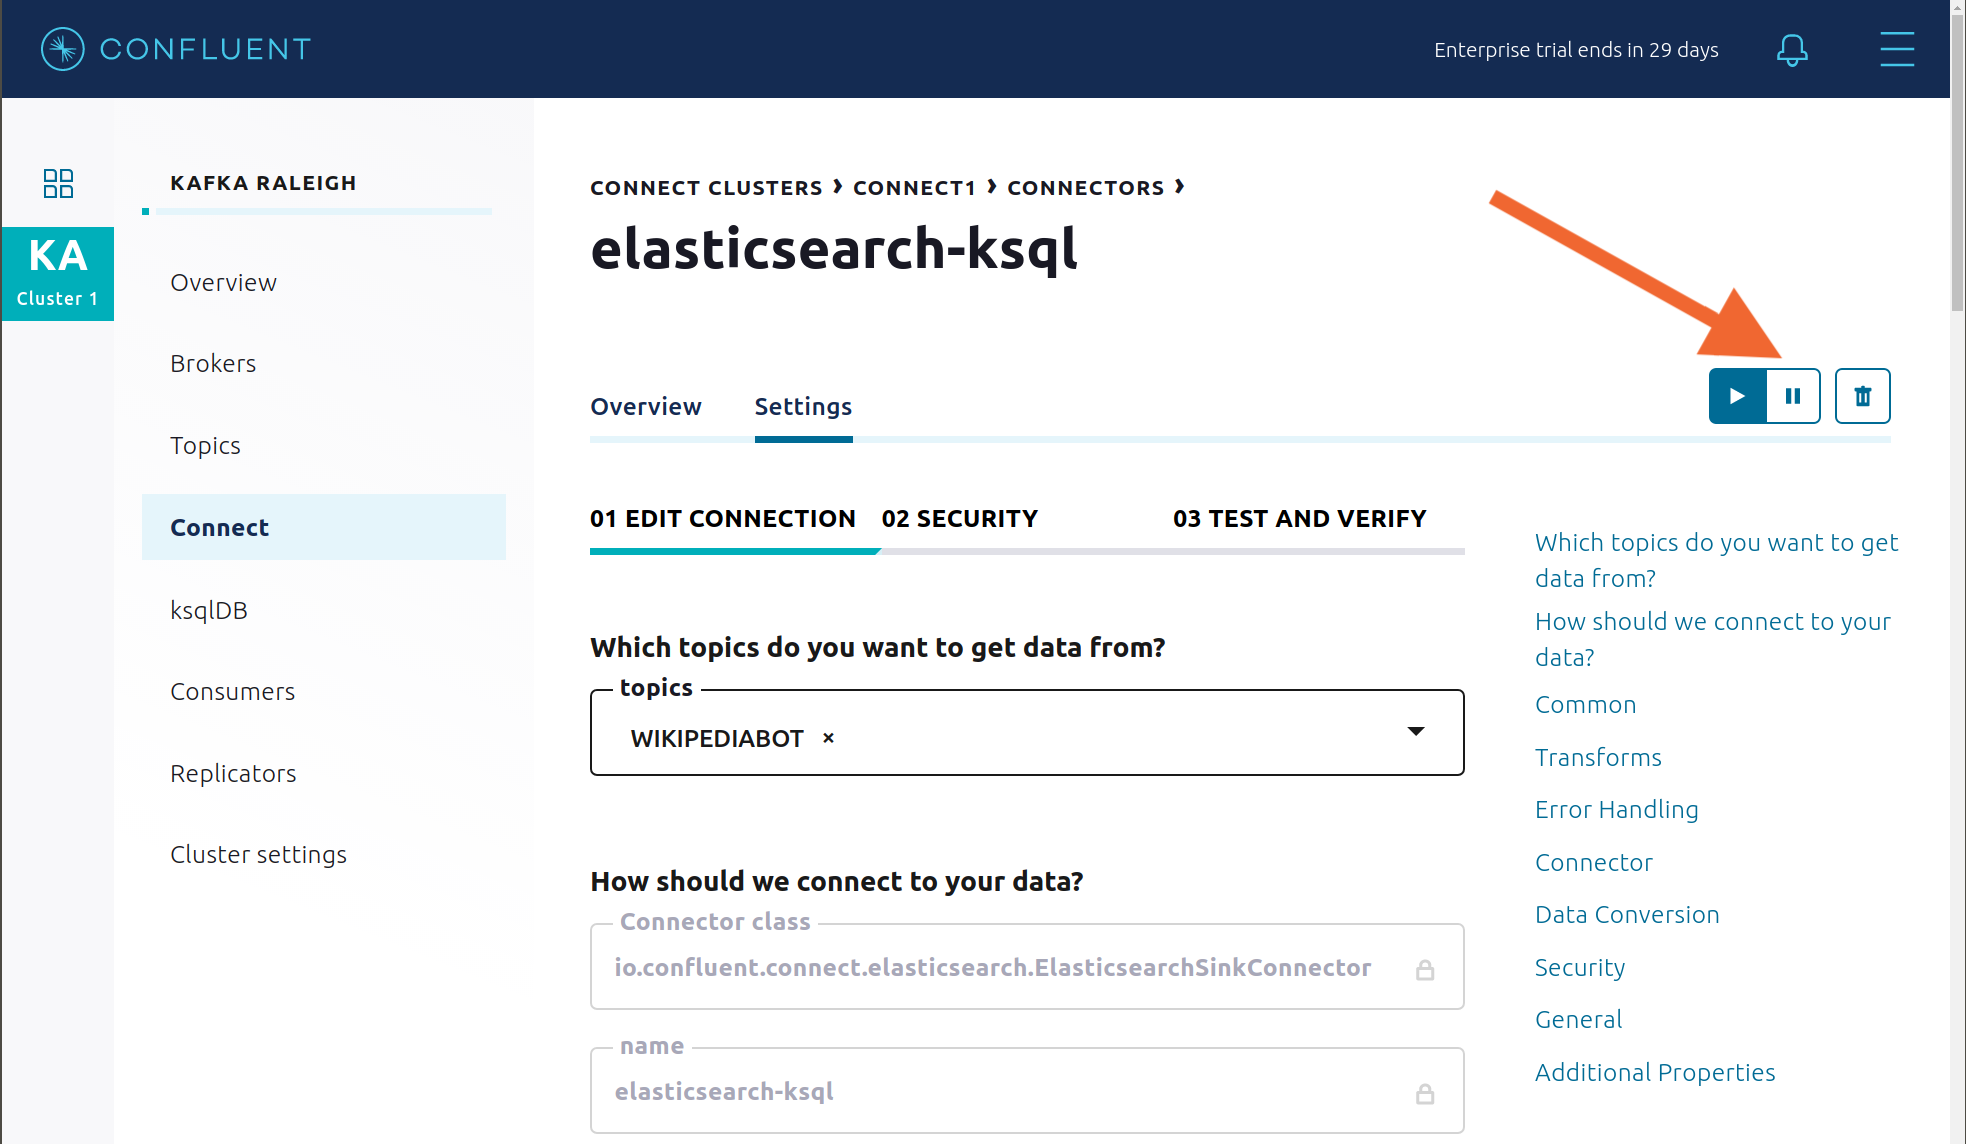 CONFLUENT
Enterprise trial ends in 29 days
KA
Cluster 1
KAFKA RALEIGH
Overview
Brokers
Topics
Connect
ksqlDB
Consumers
Replicators
Cluster settings
CONNECT CLUSTERS › CONNECT1 › CONNECTORS ›
elasticsearch-ksql
Overview Settings
01 EDIT CONNECTION 02 SECURITY 03 TEST AND VERIFY
Which topics do you want to get data from?
topics
WIKIPEDIABOT ×
How should we connect to your data?
Connector class
io.confluent.connect.elasticsearch.ElasticsearchSinkConnector
name
elasticsearch-ksql
Which topics do you want to get
data from?
How should we connect to your
data?
Common
Transforms
Error Handling
Connector
Data Conversion
Security
General
Additional Properties